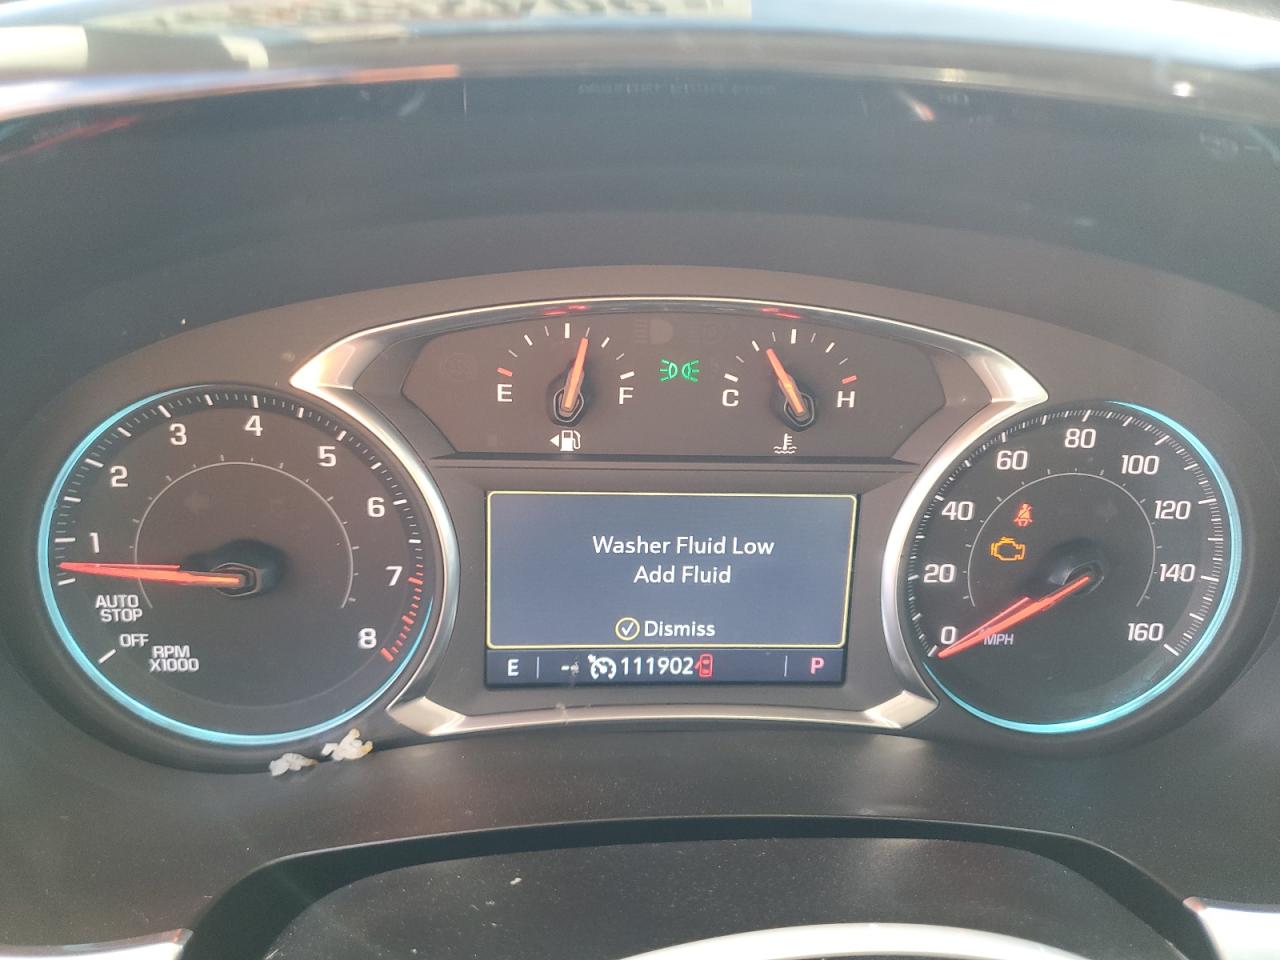 E
F
C
H
1
2
3
4
5
6
7
8
AUTO
STOP
OFF
RPM
X1000
Washer Fluid Low
Add Fluid
Dismiss
E
--
111902
P
0
20
40
60
80
100
120
140
160
MPH